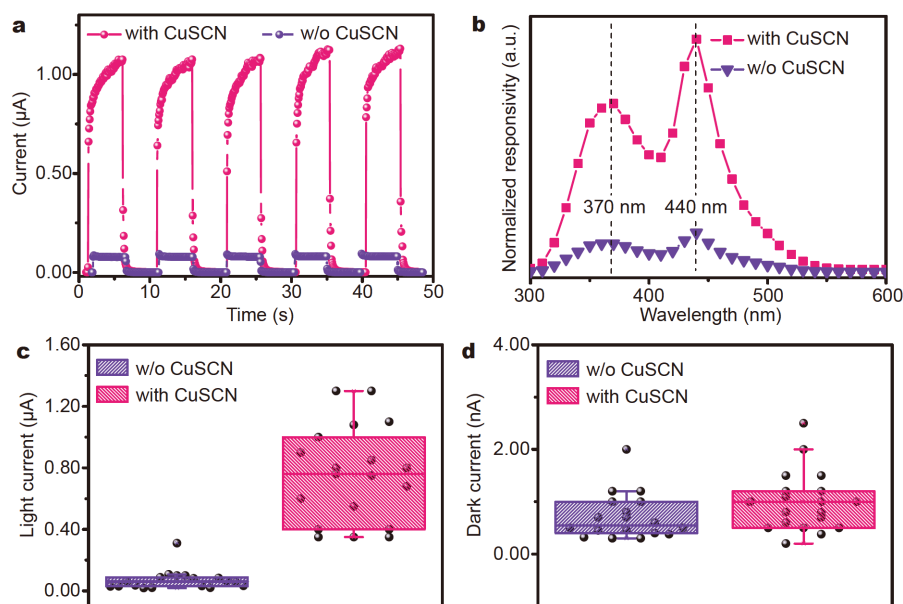 a
with CuSCN
w/o CuSCN
1.00
0.50
0.00
Current (µA)
0
10
20
30
40
50
Time (s)
b
with CuSCN
w/o CuSCN
370 nm
440 nm
Normalized responsivity (a.u.)
300
400
500
600
Wavelength (nm)
c
1.60
1.20
0.80
0.40
0.00
Light current (µA)
w/o CuSCN
with CuSCN
d
4.00
2.00
0.00
Dark current (nA)
w/o CuSCN
with CuSCN